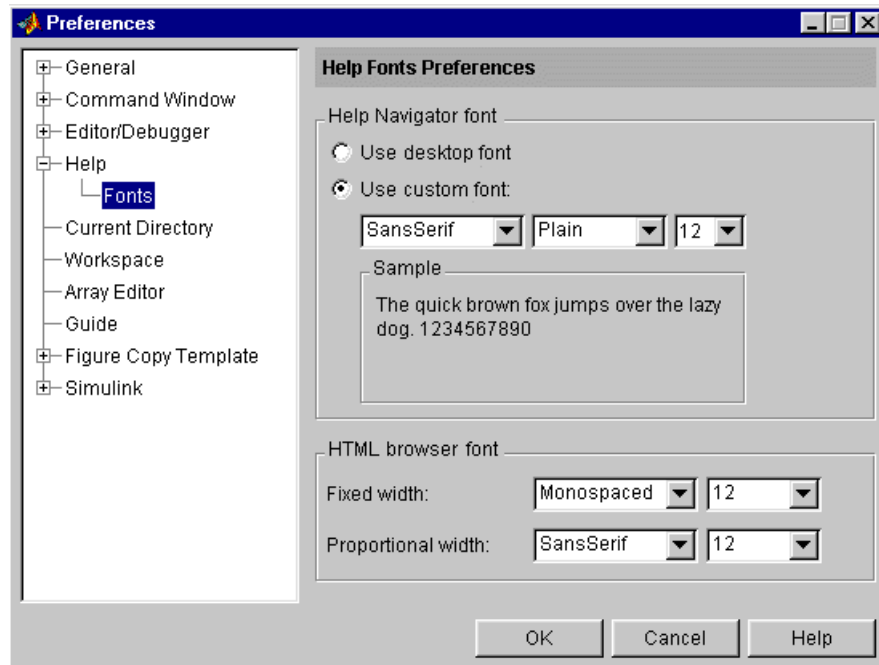 Preferences
General
Command Window
Editor/Debugger
Help
Fonts
Current Directory
Workspace
Array Editor
Guide
Figure Copy Template
Simulink
Help Fonts Preferences
Help Navigator font
Use desktop font
Use custom font:
SansSerif Plain 12
Sample
The quick brown fox jumps over the lazy
dog. 1234567890
HTML browser font
Fixed width: Monospaced 12
Proportional width: SansSerif 12
OK Cancel Help